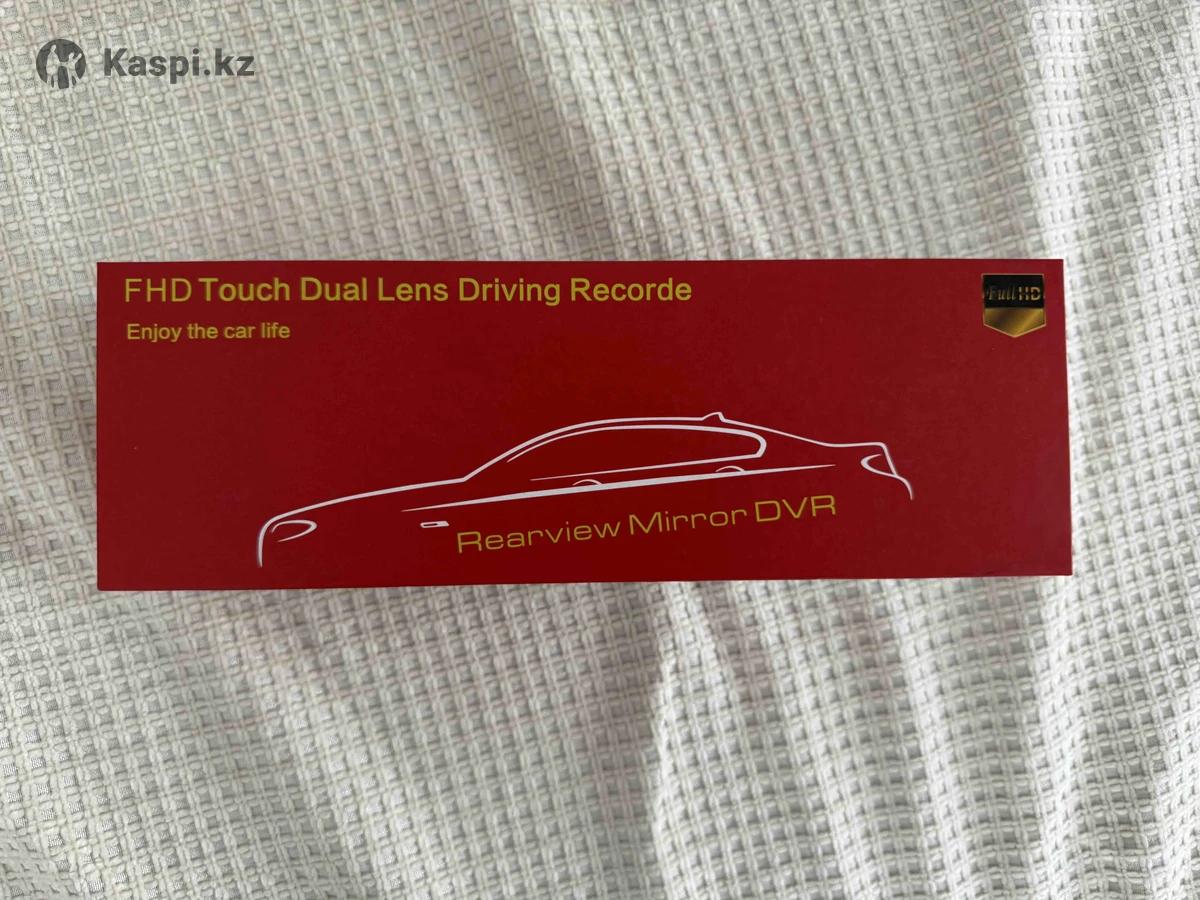 Kaspi.kz
FHD Touch Dual Lens Driving Recorde
Full HD
Enjoy the car life
Rearview Mirror DVR